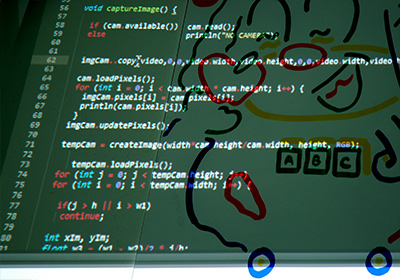 56 void captureImage() {
57
58 if (cam.available()) cam.read();
59 else println("NO CAMERA
60
61
62 imgCam.copy(video,0,0,video.width,video.height,0,0,video.width,video
63
64 cam.loadPixels();
65 for (int i = 0; i < cam.width * cam.height; i++) {
66 imgCam.pixels[i] = cam.pixels[i];
67 println(cam.pixels[i]);
68 }
69 imgCam.updatePixels();
70
71 tempCam = createImage(width*cam.height/cam.width, height, RGB);
72
73 tempCam.loadPixels();
74 for (int j = 0; j < tempCam.height; j++)
75 for (int i = 0; i < tempCam.width; i++) {
76
77 if(j > h || i > w1)
78 continue;
79
80 int xIm, yIm;
float w3 = (w1 - w2)/2 * j/h;
A B C